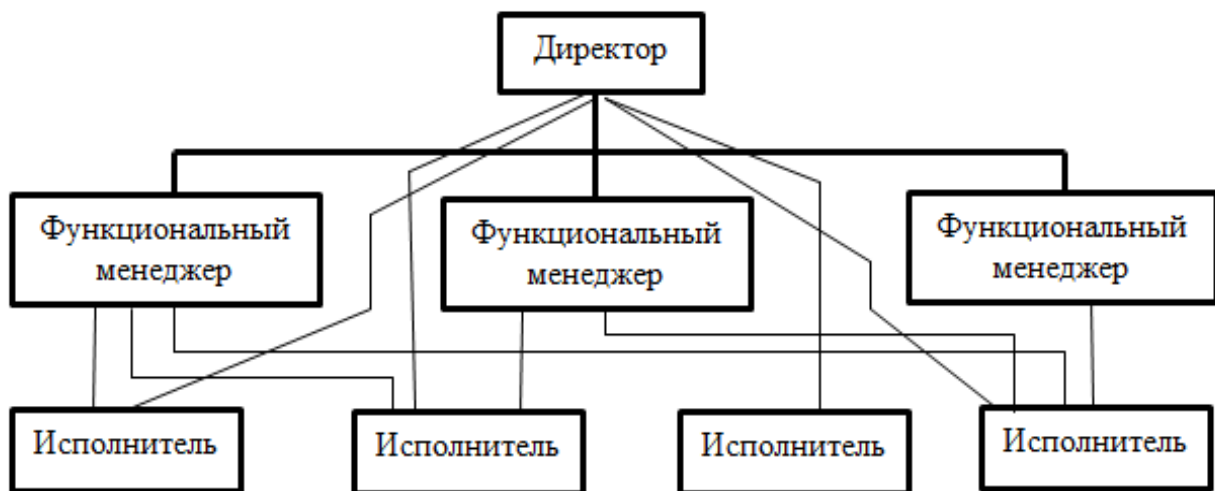 Директор
Функциональный
менеджер
Функциональный
менеджер
Функциональный
менеджер
Исполнитель
Исполнитель
Исполнитель
Исполнитель